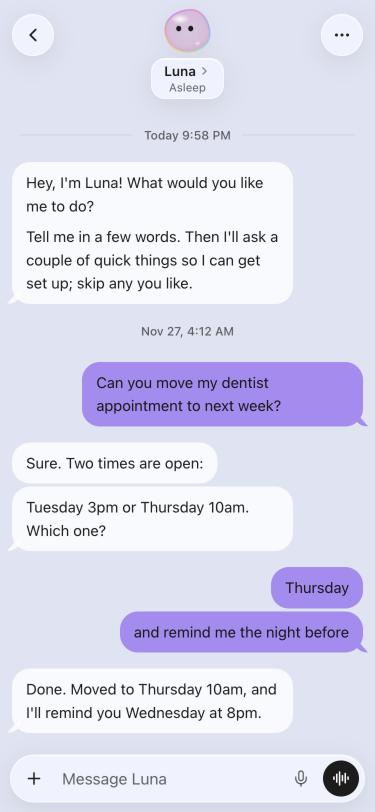 Luna
Asleep
Today 9:58 PM
Hey, I'm Luna! What would you like
me to do?
Tell me in a few words. Then I'll ask a
couple of quick things so I can get
set up; skip any you like.
Nov 27, 4:12 AM
Can you move my dentist
appointment to next week?
Sure. Two times are open:
Tuesday 3pm or Thursday 10am.
Which one?
Thursday
and remind me the night before
Done. Moved to Thursday 10am, and
I'll remind you Wednesday at 8pm.
Message Luna